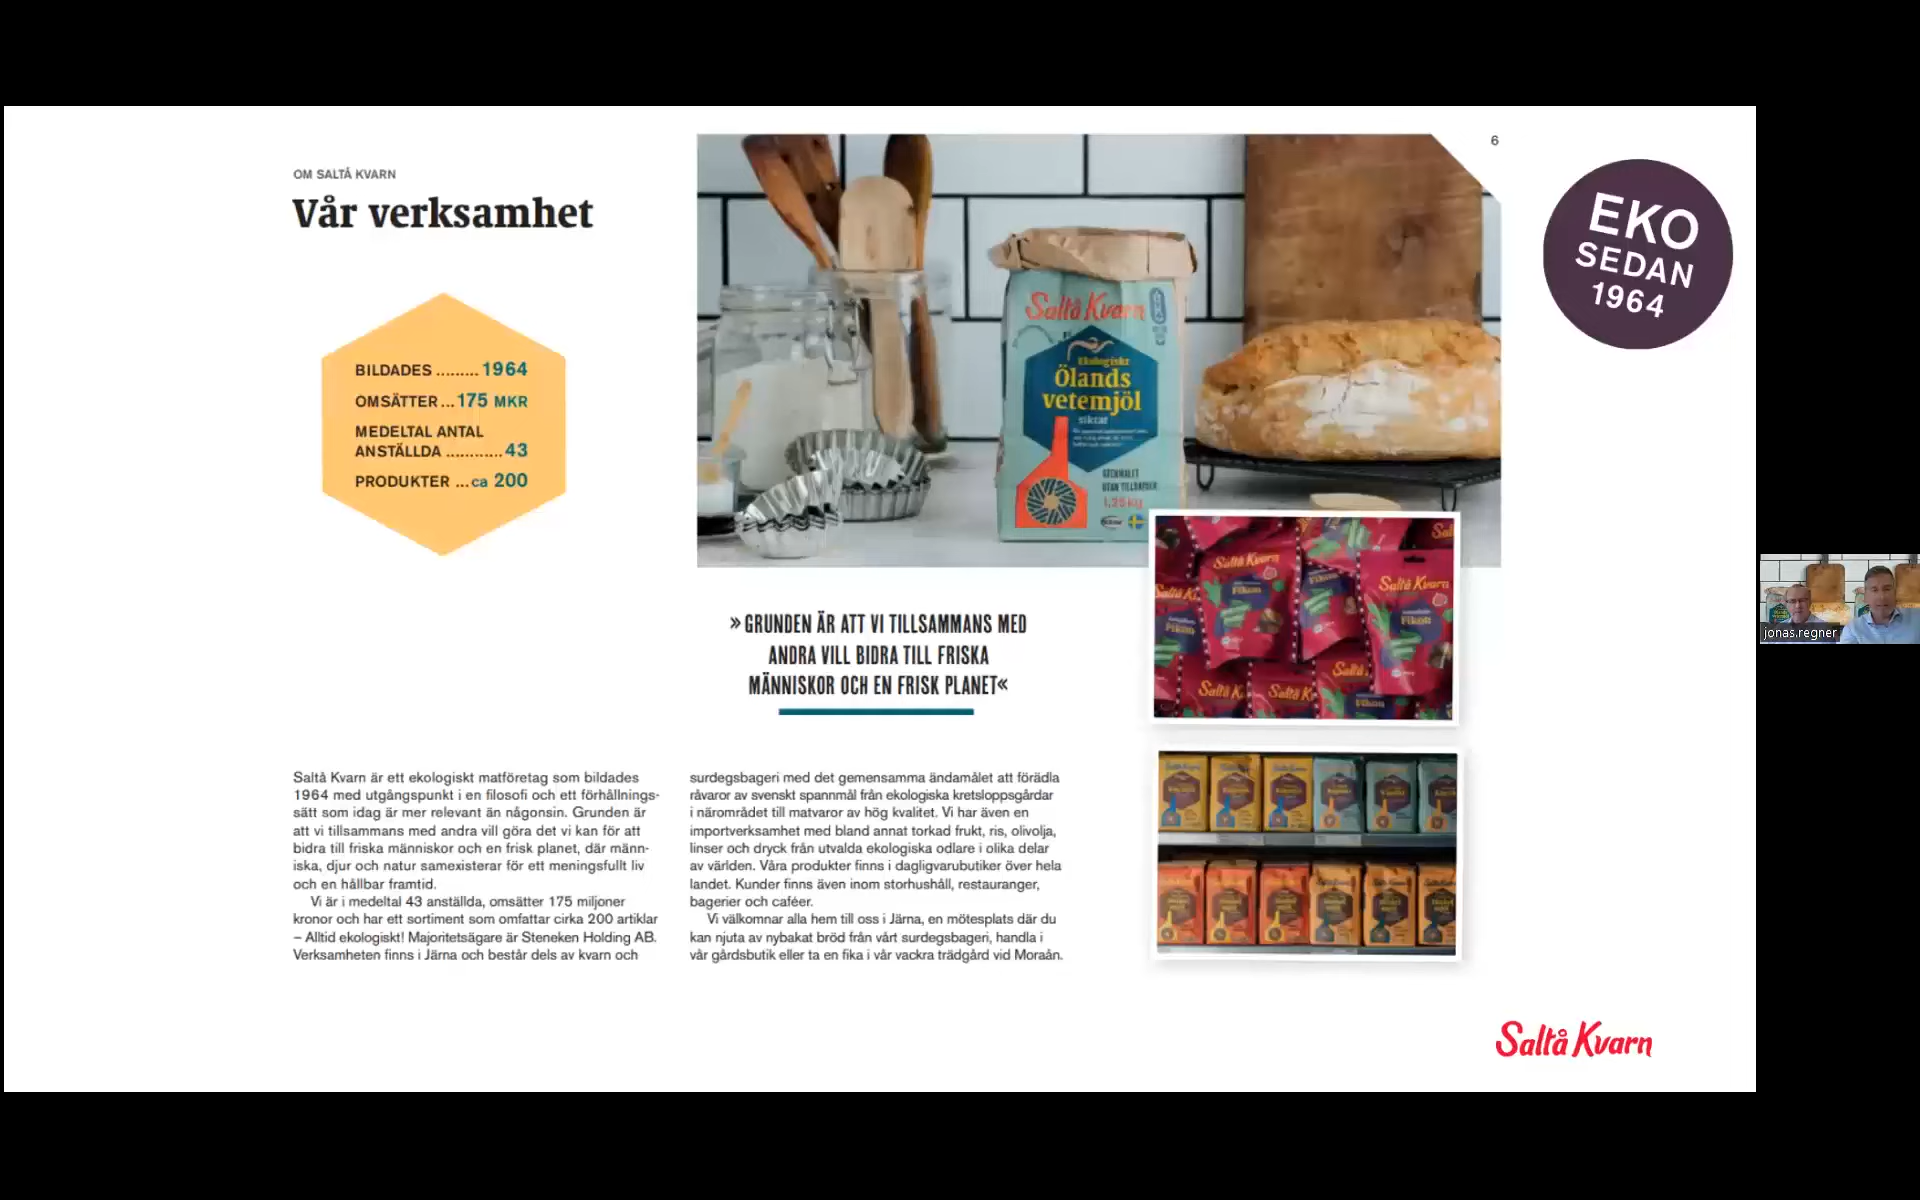 6
OM SALTÅ KVARN
Vår verksamhet
EKO
SEDAN
1964
BILDADES ......... 1964
OMSÄTTER ... 175 MKR
MEDELTAL ANTAL
ANSTÄLLDA ............ 43
PRODUKTER ... ca 200
Saltå Kvarn
Ekologiskt
Ölands
vetemjöl
siktat
STENMALET
UTAN TILLSATSER
1,25 kg
» GRUNDEN ÄR ATT VI TILLSAMMANS MED
ANDRA VILL BIDRA TILL FRISKA
MÄNNISKOR OCH EN FRISK PLANET«
Saltå Kvarn
Fikon
Saltå Kvarn
Fikon
jonas.regner
Saltå Kvarn är ett ekologiskt matföretag som bildades
1964 med utgångspunkt i en filosofi och ett förhållnings-
sätt som idag är mer relevant än någonsin. Grunden är
att vi tillsammans med andra vill göra det vi kan för att
bidra till friska människor och en frisk planet, där männ-
iska, djur och natur samexisterar för ett meningsfullt liv
och en hållbar framtid.
Vi är i medeltal 43 anställda, omsätter 175 miljoner
kronor och har ett sortiment som omfattar cirka 200 artiklar
– Alltid ekologiskt! Majoritetsägare är Steneken Holding AB.
Verksamheten finns i Järna och består dels av kvarn och
surdegsbageri med det gemensamma ändamålet att förädla
råvaror av svenskt spannmål från ekologiska kretsloppsgårdar
i närområdet till matvaror av hög kvalitet. Vi har även en
importverksamhet med bland annat torkad frukt, ris, olivolja,
linser och dryck från utvalda ekologiska odlare i olika delar
av världen. Våra produkter finns i dagligvarubutiker över hela
landet. Kunder finns även inom storhushåll, restauranger,
bagerier och caféer.
Vi välkomnar alla hem till oss i Järna, en mötesplats där du
kan njuta av nybakat bröd från vårt surdegsbageri, handla i
vår gårdsbutik eller ta en fika i vår vackra trädgård vid Moraån.
Saltå Kvarn